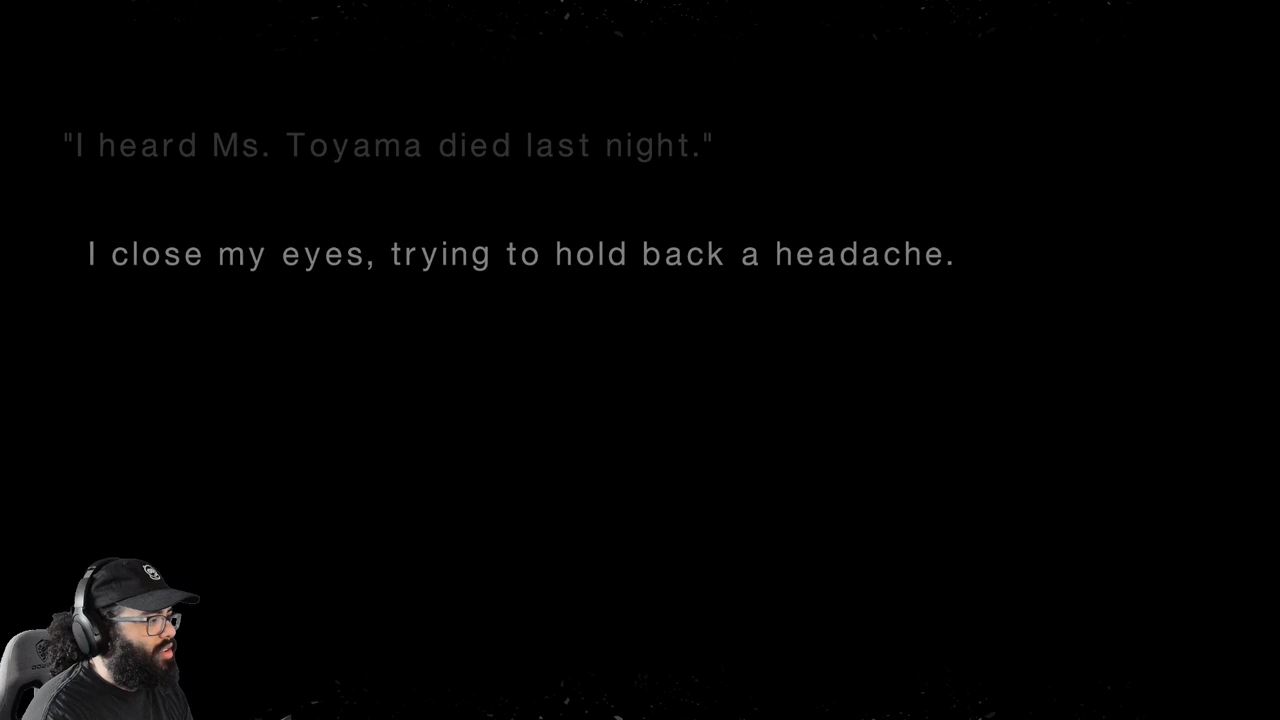 "I heard Ms. Toyama died last night."
I close my eyes, trying to hold back a headache.